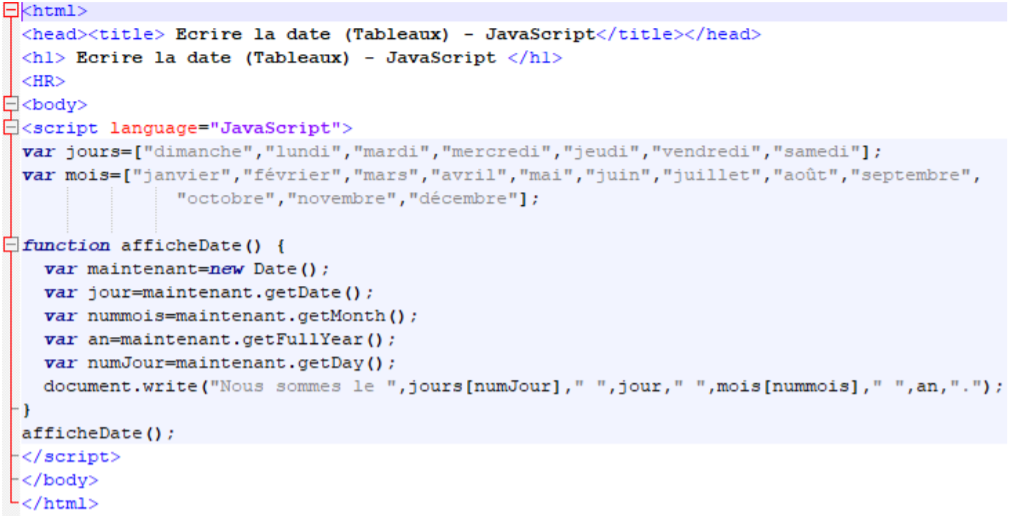 <html>
<head><title> Ecrire la date (Tableaux) - JavaScript</title></head>
<h1> Ecrire la date (Tableaux) - JavaScript </h1>
<HR>
<body>
<script language="JavaScript">
var jours=["dimanche","lundi","mardi","mercredi","jeudi","vendredi","samedi"];
var mois=["janvier","février","mars","avril","mai","juin","juillet","août","septembre",
"octobre","novembre","décembre"];
function afficheDate() {
var maintenant=new Date();
var jour=maintenant.getDate();
var nummois=maintenant.getMonth();
var an=maintenant.getFullYear();
var numJour=maintenant.getDay();
document.write("Nous sommes le ",jours[numJour]," ",jour," ",mois[nummois]," ",an,".");
}
afficheDate();
</script>
</body>
</html>